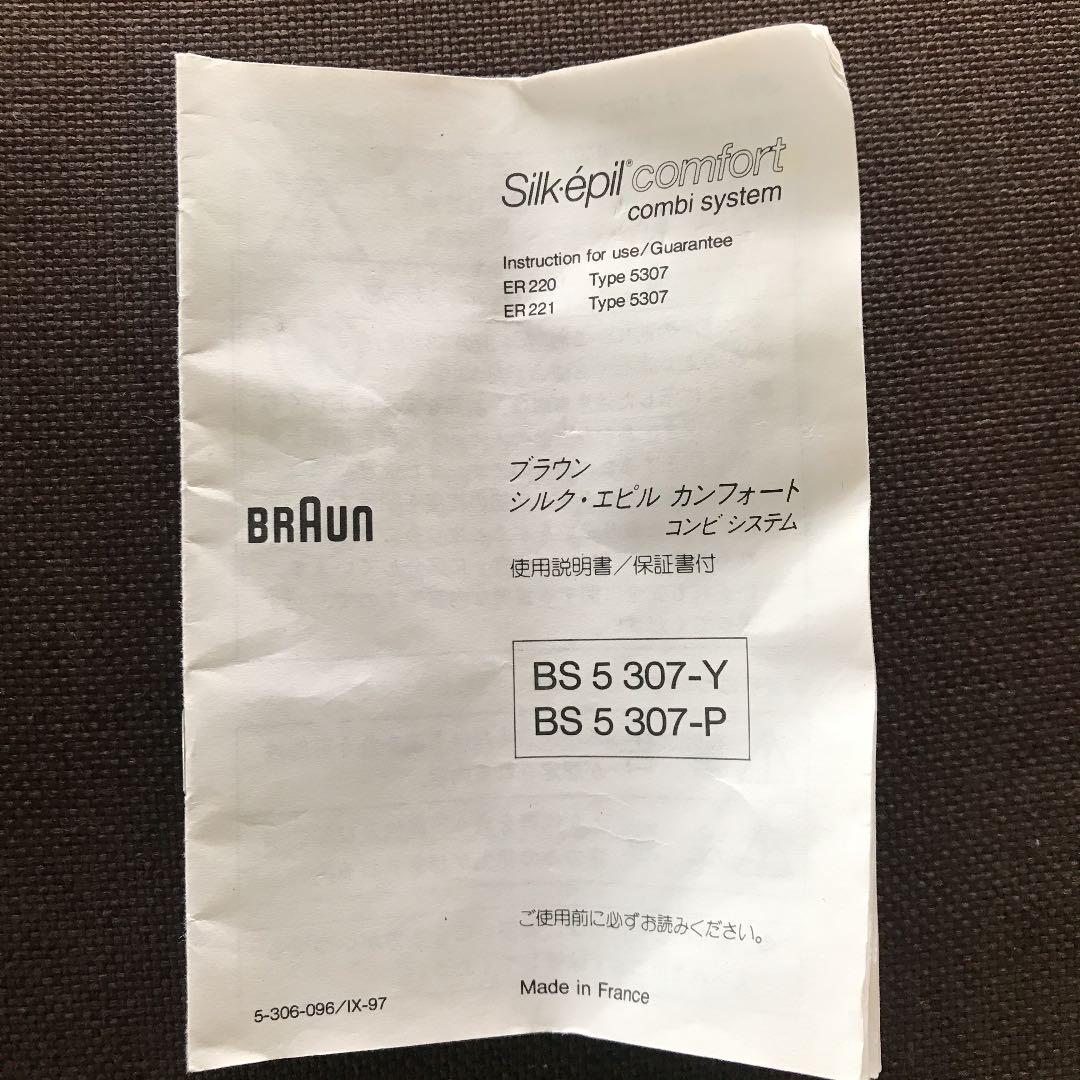 Silk·épil® comfort
combi system
Instruction for use/Guarantee
ER 220 Type 5307
ER 221 Type 5307
ブラウン
シルク・エピル カンフォート
コンビ システム
使用説明書/保証書付
BRAUN
BS 5 307-Y
BS 5 307-P
ご使用前に必ずお読みください。
Made in France
5-306-096/IX-97